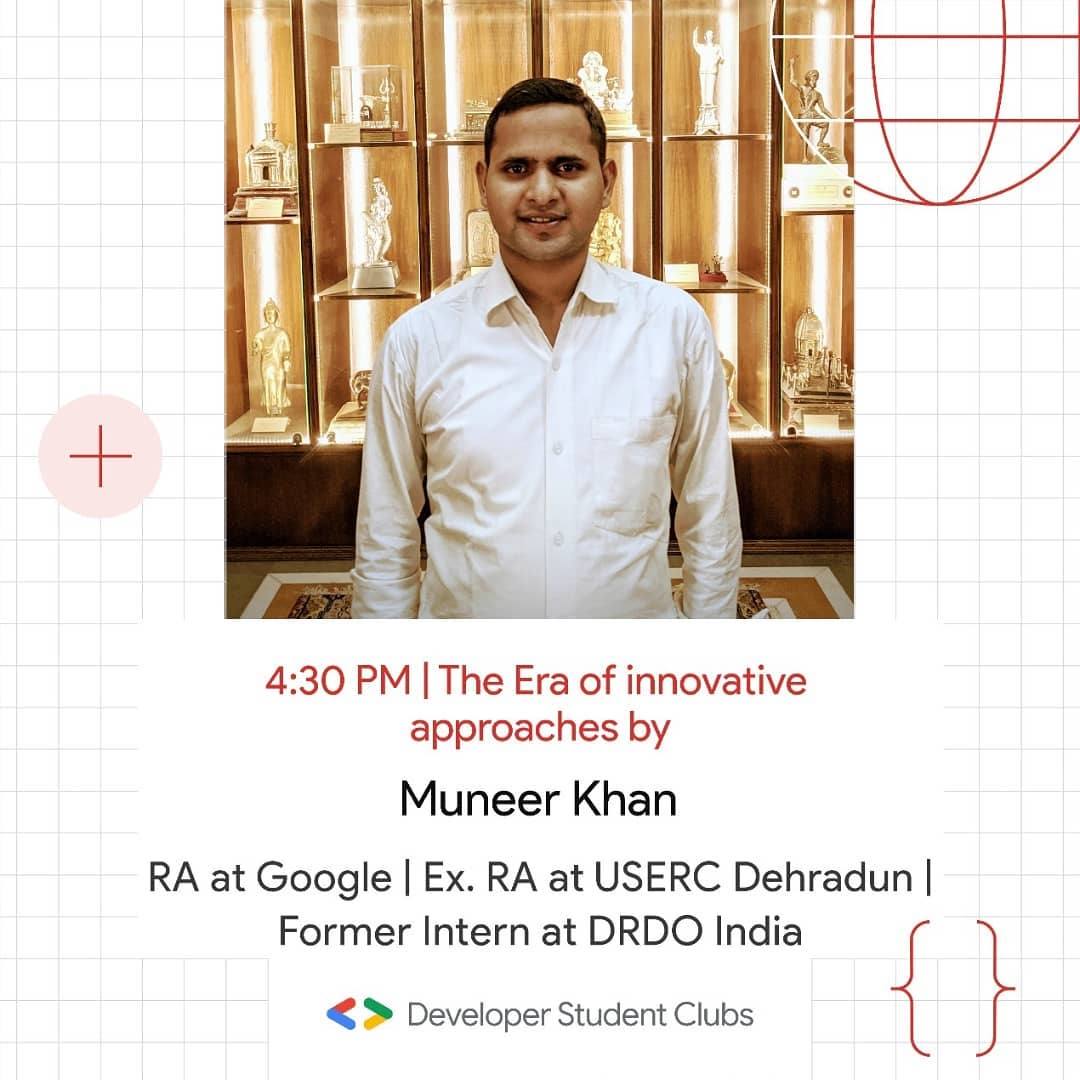 4:30 PM | The Era of innovative
approaches by
Muneer Khan
RA at Google | Ex. RA at USERC Dehradun |
Former Intern at DRDO India
Developer Student Clubs